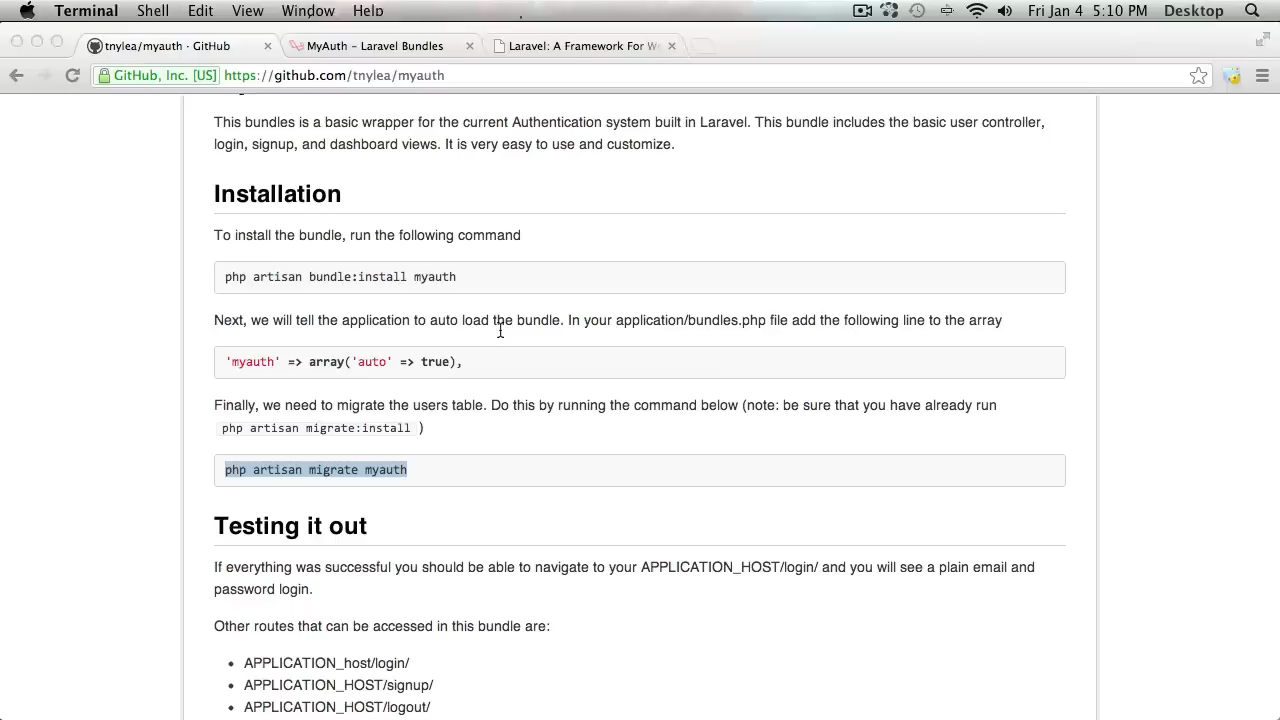 Terminal Shell Edit View Window Help Fri Jan 4 5:10 PM Desktop
tnylea/myauth · GitHub × MyAuth – Laravel Bundles × Laravel: A Framework For W ×
GitHub, Inc. [US] https://github.com/tnylea/myauth
This bundles is a basic wrapper for the current Authentication system built in Laravel. This bundle includes the basic user controller,
login, signup, and dashboard views. It is very easy to use and customize.
Installation
To install the bundle, run the following command
php artisan bundle:install myauth
Next, we will tell the application to auto load the bundle. In your application/bundles.php file add the following line to the array
'myauth' => array('auto' => true),
Finally, we need to migrate the users table. Do this by running the command below (note: be sure that you have already run
php artisan migrate:install )
php artisan migrate myauth
Testing it out
If everything was successful you should be able to navigate to your APPLICATION_HOST/login/ and you will see a plain email and
password login.
Other routes that can be accessed in this bundle are:
• APPLICATION_host/login/
• APPLICATION_HOST/signup/
• APPLICATION_HOST/logout/